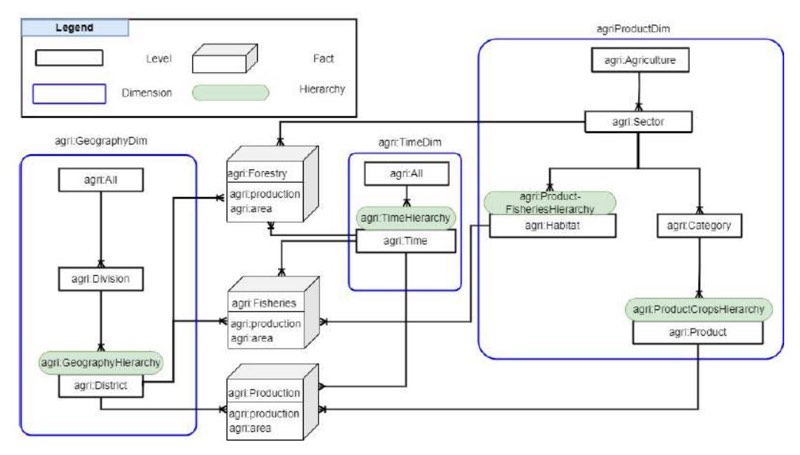 Legend
Level
Fact
Dimension
Hierarchy
agri:GeographyDim
agri:All
agri:Division
agri:GeographyHierarchy
agri:District
agri:Forestry
agri:production
agri:area
agri:Fisheries
agri:production
agri:area
agri:Production
agri:production
agri:area
agri:TimeDim
agri:All
agri:TimeHierarchy
agri:Time
agriProductDim
agri:Agriculture
agri:Sector
agri:Product-
FisheriesHierarchy
agri:Habitat
agri:Category
agri:ProductCropsHierarchy
agri:Product